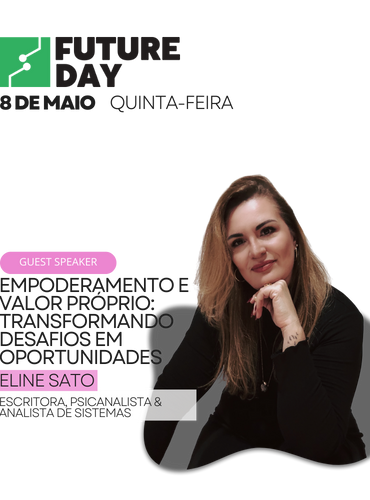 FUTURE
DAY
8 DE MAIO QUINTA-FEIRA
GUEST SPEAKER
EMPODERAMENTO E
VALOR PRÓPRIO:
TRANSFORMANDO
DESAFIOS EM
OPORTUNIDADES
ELINE SATO
ESCRITORA, PSICANALISTA &
ANALISTA DE SISTEMAS